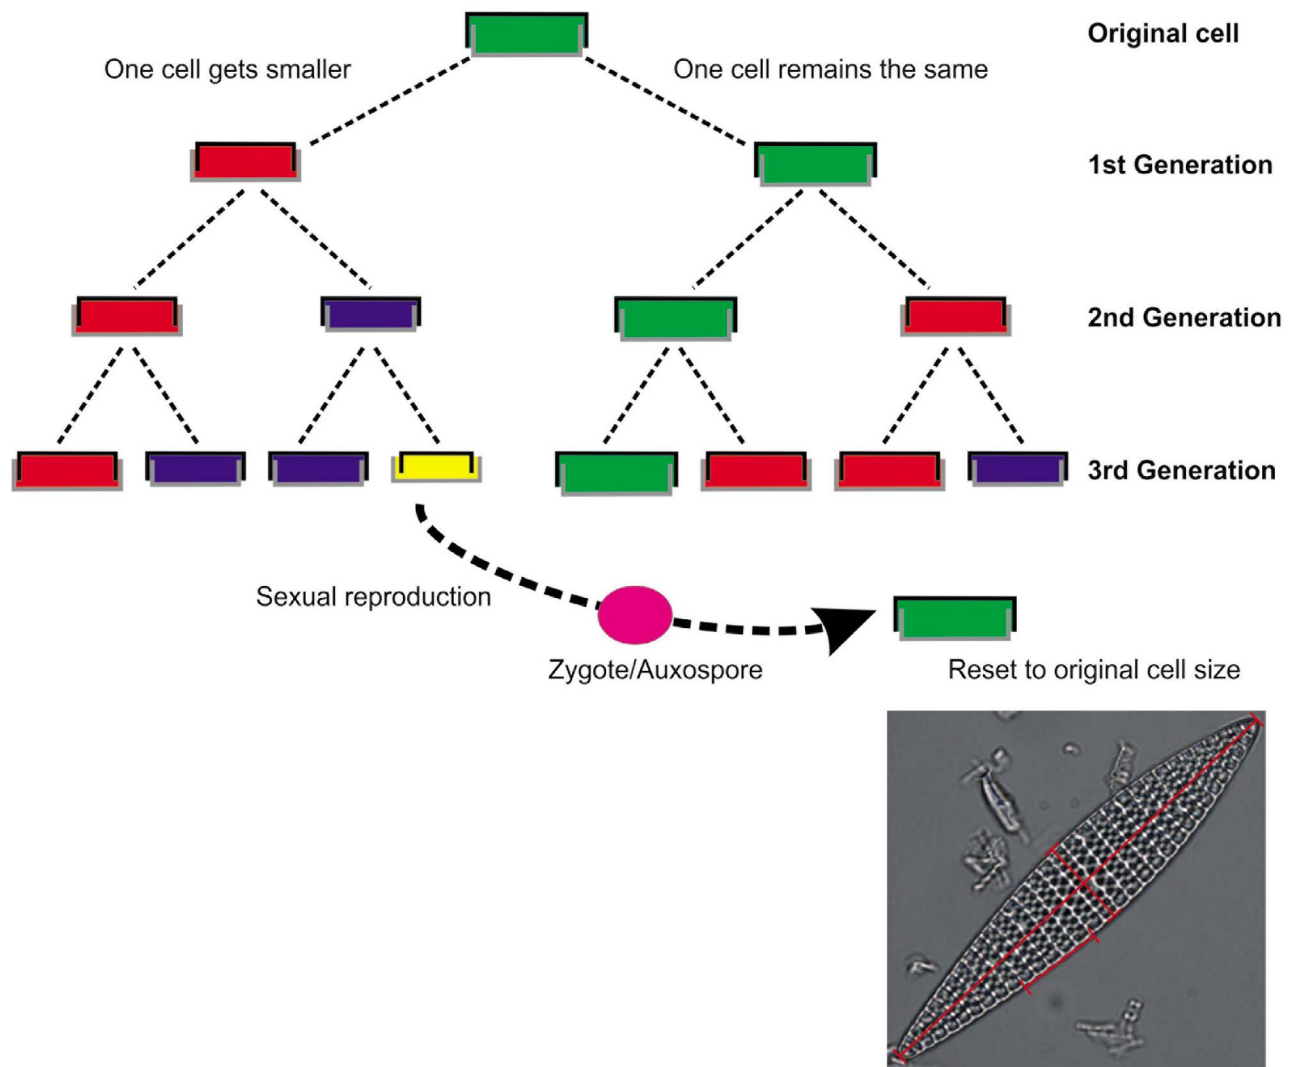 Original cell
One cell gets smaller
One cell remains the same
1st Generation
2nd Generation
3rd Generation
Sexual reproduction
Zygote/Auxospore
Reset to original cell size